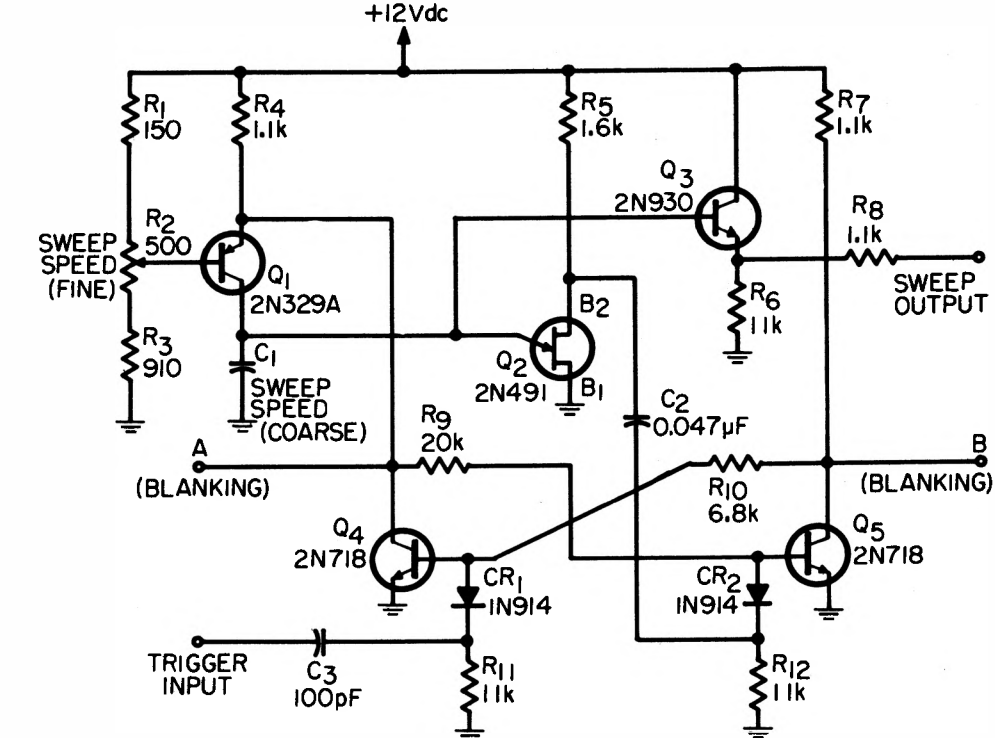 +12Vdc
R1
150
R4
1.1k
R5
1.6k
R7
1.1k
Q3
2N930
R2
500
SWEEP
SPEED
(FINE)
Q1
2N329A
R8
1.1k
SWEEP
OUTPUT
R6
11k
R3
910
C1
SWEEP
SPEED
(COARSE)
B2
Q2
2N491
B1
C2
0.047µF
R9
20k
A
(BLANKING)
R10
6.8k
B
(BLANKING)
Q4
2N718
Q5
2N718
CR1
1N914
CR2
1N914
TRIGGER
INPUT
C3
100pF
R11
11k
R12
11k